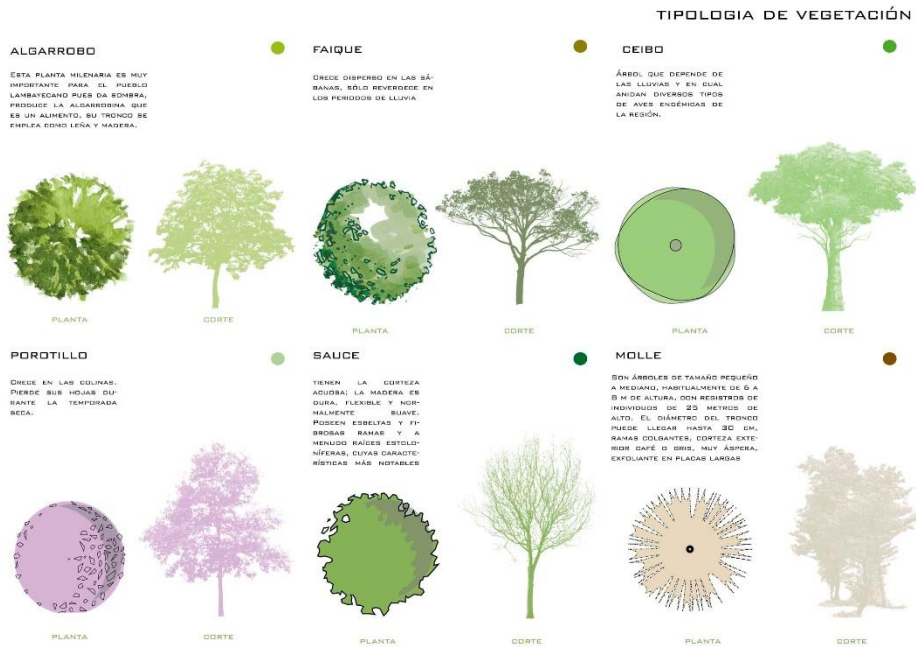 TIPOLOGIA DE VEGETACIÓN
ALGARROBO
ESTA PLANTA MILENARIA ES MUY
IMPORTANTE PARA EL PUEBLO
LAMBAYECANO PUES DA SOMBRA,
PRODUCE LA ALGARROBINA QUE
ES UN ALIMENTO, SU TRONCO SE
EMPLEA COMO LEÑA Y MADERA.
PLANTA
CORTE
FAIQUE
CRECE DISPERSO EN LAS SÁ-
BANAS, SÓLO REVERDECE EN
LOS PERIODOS DE LLUVIA
PLANTA
CORTE
CEIBO
ÁRBOL QUE DEPENDE DE
LAS LLUVIAS Y EN CUAL
ANIDAN DIVERSOS TIPOS
DE AVES ENDÉMICAS DE
LA REGIÓN.
PLANTA
CORTE
POROTILLO
CRECE EN LAS COLINAS.
PIERDE SUS HOJAS DU-
RANTE LA TEMPORADA
SECA.
PLANTA
CORTE
SAUCE
TIENEN LA CORTEZA
ACUOSA; LA MADERA ES
DURA, FLEXIBLE Y NOR-
MALMENTE SUAVE.
POSEEN ESBELTAS Y FI-
BROSAS RAMAS Y A
MENUDO RAÍCES ESTOLO-
NÍFERAS, CUYAS CARACTE-
RÍSTICAS MÁS NOTABLES
PLANTA
CORTE
MOLLE
SON ÁRBOLES DE TAMAÑO PEQUEÑO
A MEDIANO, HABITUALMENTE DE 6 A
8 M DE ALTURA, CON REGISTROS DE
INDIVIDUOS DE 25 METROS DE
ALTO. EL DIÁMETRO DEL TRONCO
PUEDE LLEGAR HASTA 30 CM,
RAMAS COLGANTES, CORTEZA EXTE-
RIOR CAFÉ O GRIS, MUY ÁSPERA,
EXFOLIANTE EN PLACAS LARGAS
PLANTA
CORTE